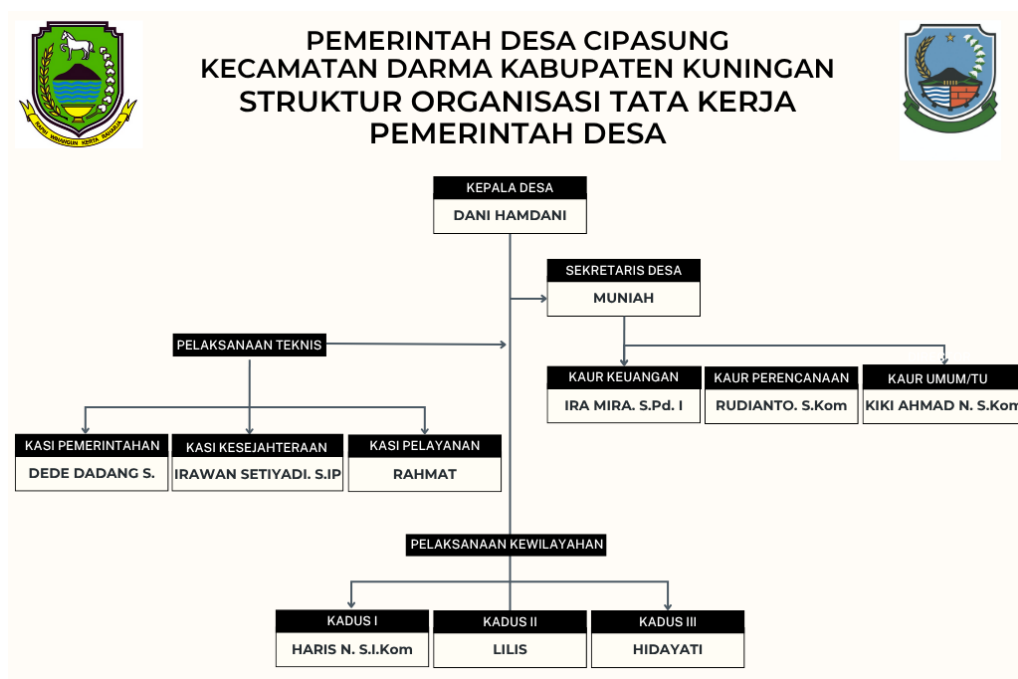 PEMERINTAH DESA CIPASUNG
KECAMATAN DARMA KABUPATEN KUNINGAN
STRUKTUR ORGANISASI TATA KERJA
PEMERINTAH DESA
KEPALA DESA
DANI HAMDANI
SEKRETARIS DESA
MUNIAH
PELAKSANAAN TEKNIS
KAUR KEUANGAN
IRA MIRA. S.Pd. I
KAUR PERENCANAAN
RUDIANTO. S.Kom
KAUR UMUM/TU
KIKI AHMAD N. S.Kom
KASI PEMERINTAHAN
DEDE DADANG S.
KASI KESEJAHTERAAN
IRAWAN SETIYADI. S.IP
KASI PELAYANAN
RAHMAT
PELAKSANAAN KEWILAYAHAN
KADUS I
HARIS N. S.I.Kom
KADUS II
LILIS
KADUS III
HIDAYATI